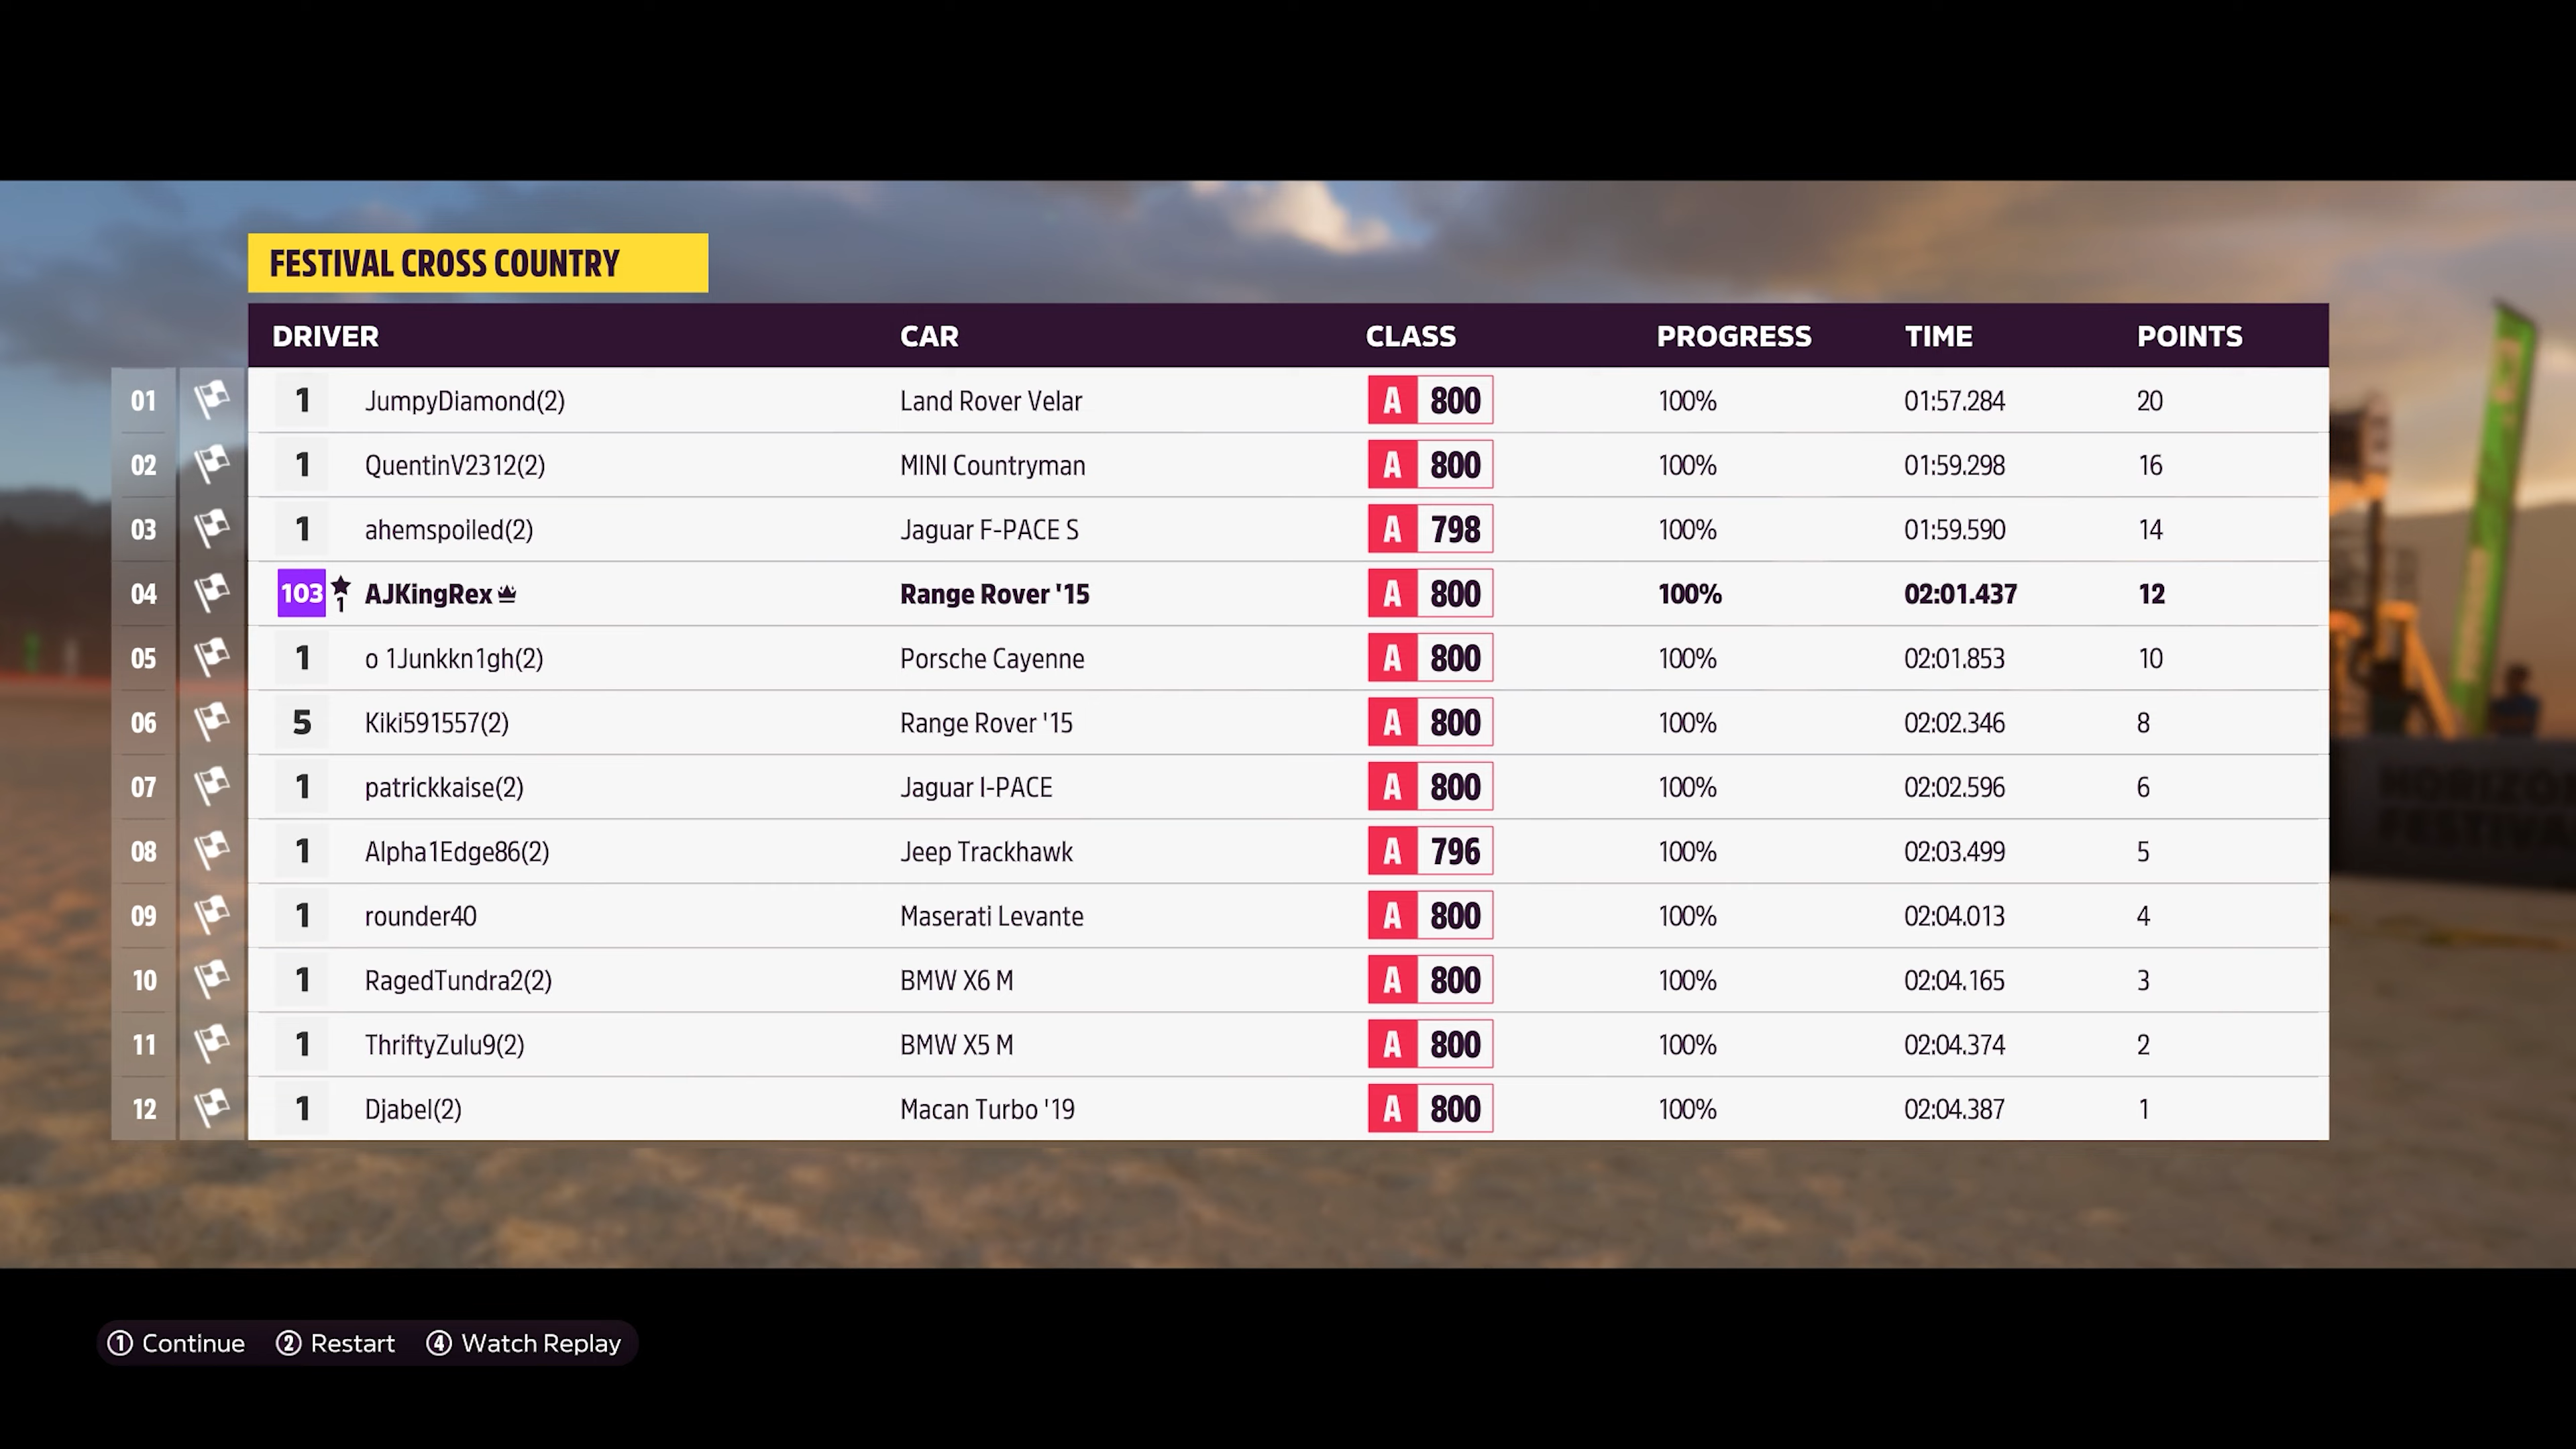 FESTIVAL CROSS COUNTRY
DRIVER CAR CLASS PROGRESS TIME POINTS
01 1 JumpyDiamond(2) Land Rover Velar A 800 100% 01:57.284 20
02 1 QuentinV2312(2) MINI Countryman A 800 100% 01:59.298 16
03 1 ahemspoiled(2) Jaguar F-PACE S A 798 100% 01:59.590 14
04 103 1 AJKingRex Range Rover '15 A 800 100% 02:01.437 12
05 1 o 1Junkkn1gh(2) Porsche Cayenne A 800 100% 02:01.853 10
06 5 Kiki591557(2) Range Rover '15 A 800 100% 02:02.346 8
07 1 patrickkaise(2) Jaguar I-PACE A 800 100% 02:02.596 6
08 1 Alpha1Edge86(2) Jeep Trackhawk A 796 100% 02:03.499 5
09 1 rounder40 Maserati Levante A 800 100% 02:04.013 4
10 1 RagedTundra2(2) BMW X6 M A 800 100% 02:04.165 3
11 1 ThriftyZulu9(2) BMW X5 M A 800 100% 02:04.374 2
12 1 Djabel(2) Macan Turbo '19 A 800 100% 02:04.387 1
1 Continue 2 Restart 4 Watch Replay